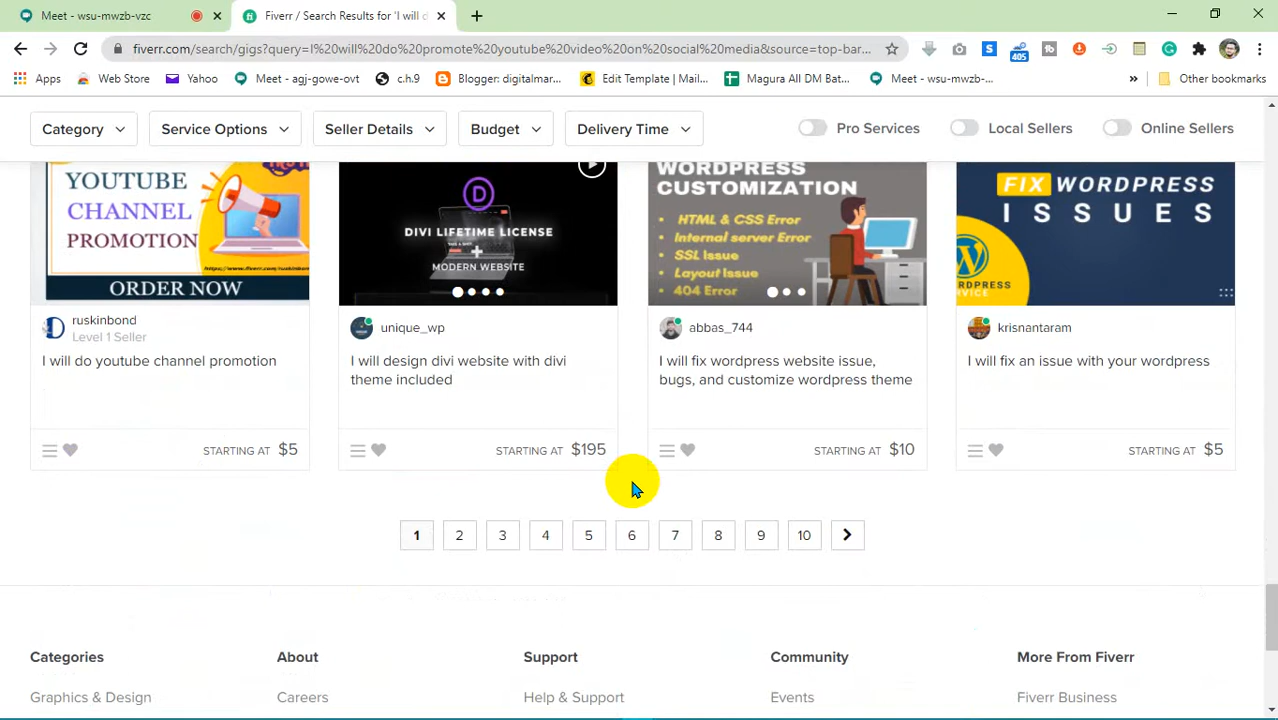 Meet - wsu-mwzb-vzc
Fiverr / Search Results for 'I will d
fiverr.com/search/gigs?query=I%20will%20do%20promote%20youtube%20video%20on%20social%20media&source=top-bar...
405
Apps
Web Store
Yahoo
Meet - agj-gowe-ovt
c.h.9
Blogger: digitalmar...
Edit Template | Mail...
Magura All DM Bat...
Meet - wsu-mwzb-...
»
Other bookmarks
Category
Service Options
Seller Details
Budget
Delivery Time
Pro Services
Local Sellers
Online Sellers
YOUTUBE
CHANNEL
PROMOTION
ORDER NOW
D
DIVI LIFETIME LICENSE
+
MODERN WEBSITE
WORDPRESS
CUSTOMIZATION
• HTML & CSS Error
• Internal server Error
• SSL Issue
• Layout Issue
• 404 Error
FIX WORDPRESS
ISSUES
ruskinbond
Level 1 Seller
I will do youtube channel promotion
STARTING AT $5
unique_wp
I will design divi website with divi
theme included
STARTING AT $195
abbas_744
I will fix wordpress website issue,
bugs, and customize wordpress theme
STARTING AT $10
krisnantaram
I will fix an issue with your wordpress
STARTING AT $5
1 2 3 4 5 6 7 8 9 10
Categories
About
Support
Community
More From Fiverr
Graphics & Design
Careers
Help & Support
Events
Fiverr Business